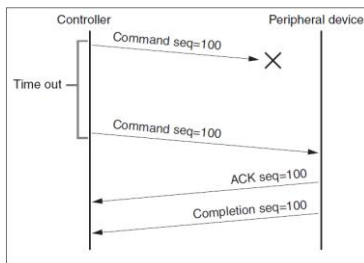 Controller
Peripheral device
Command seq=100
Time out
Command seq=100
ACK seq=100
Completion seq=100